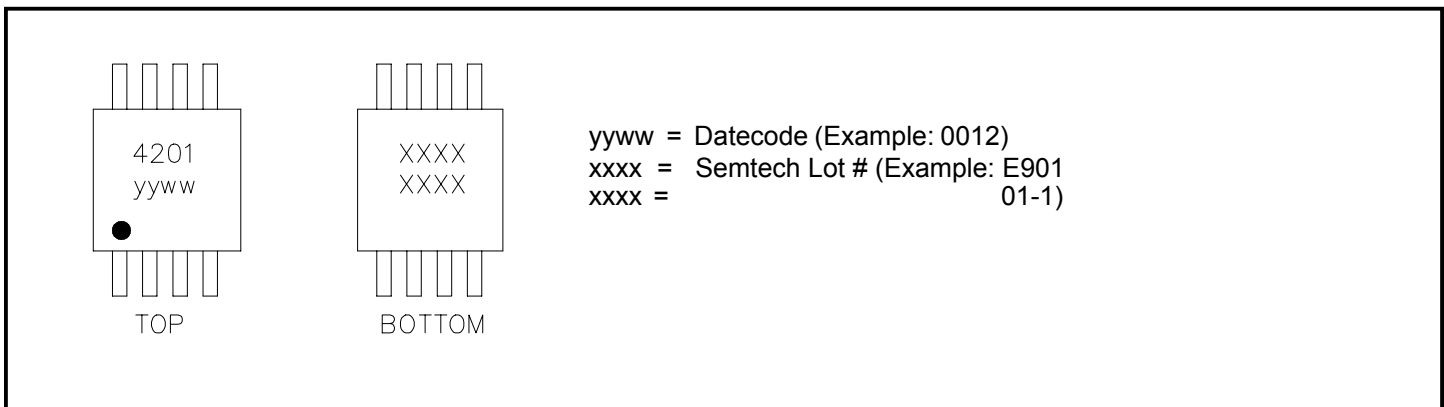 4201
yyww
TOP
XXXX
XXXX
BOTTOM
yyww = Datecode (Example: 0012)
xxxx = Semtech Lot # (Example: E901
xxxx = 01-1)